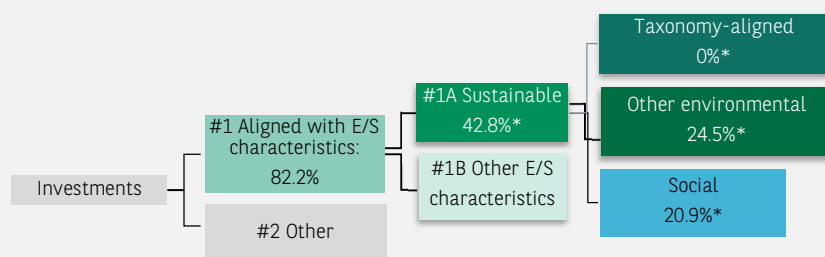 Investments
#1 Aligned with E/S
characteristics:
82.2%
#2 Other
#1A Sustainable
42.8%*
#1B Other E/S
characteristics
Taxonomy-aligned
0%*
Other environmental
24.5%*
Social
20.9%*